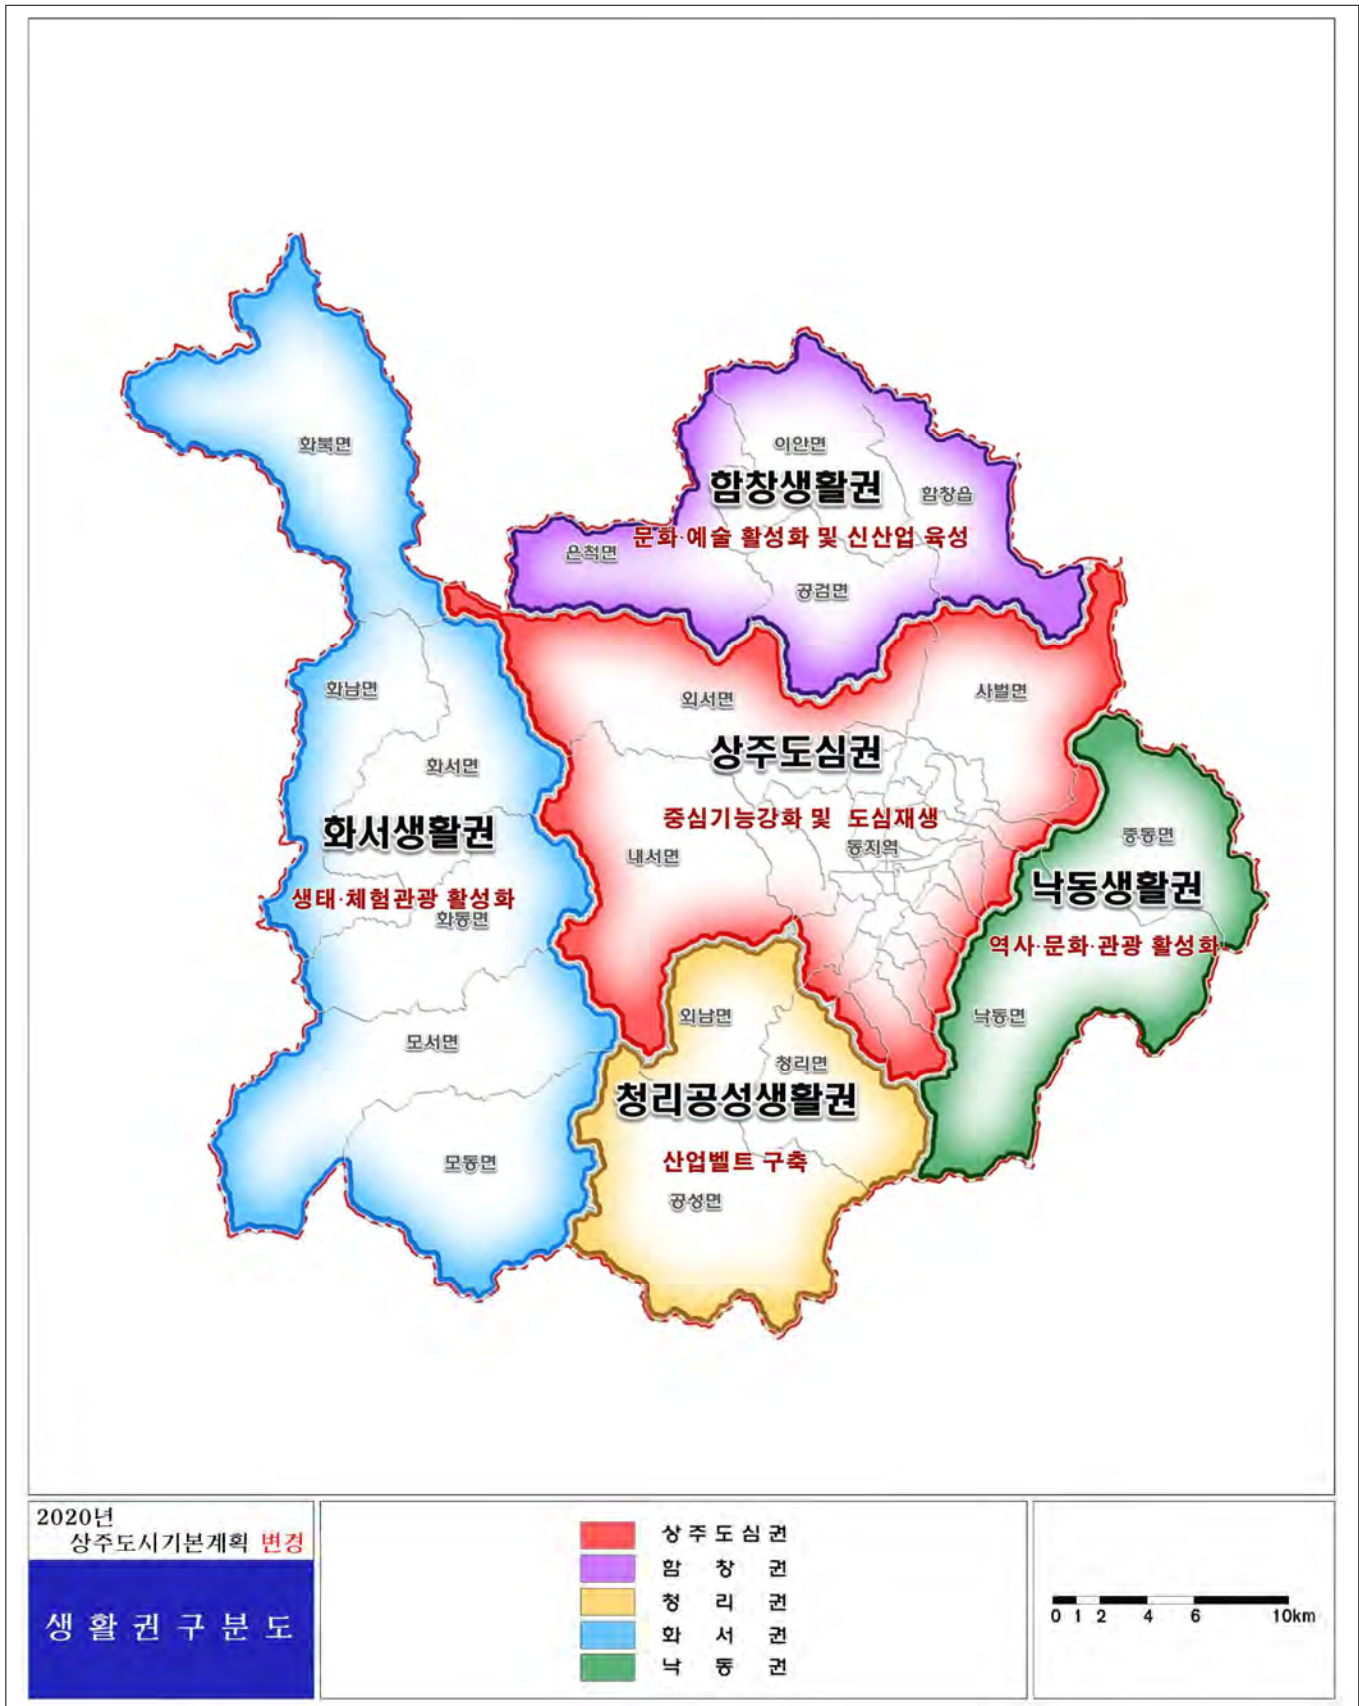 화북면
이안면
함창생활권
함창읍
문화·예술 활성화 및 신산업 육성
은척면
공검면
화남면
외서면
사벌면
상주도심권
화서면
중심기능강화 및 도심재생
화서생활권
중동면
내서면
동지역
낙동생활권
생태·체험관광 활성화
화동면
역사·문화·관광 활성화
외남면
낙동면
모서면
청리면
청리공성생활권
모동면
산업벨트 구축
공성면
2020년
상주도시기본계획 변경
생활권구분도
상주도심권
함창권
청리권
화서권
낙동권
0 1 2 4 6 10km